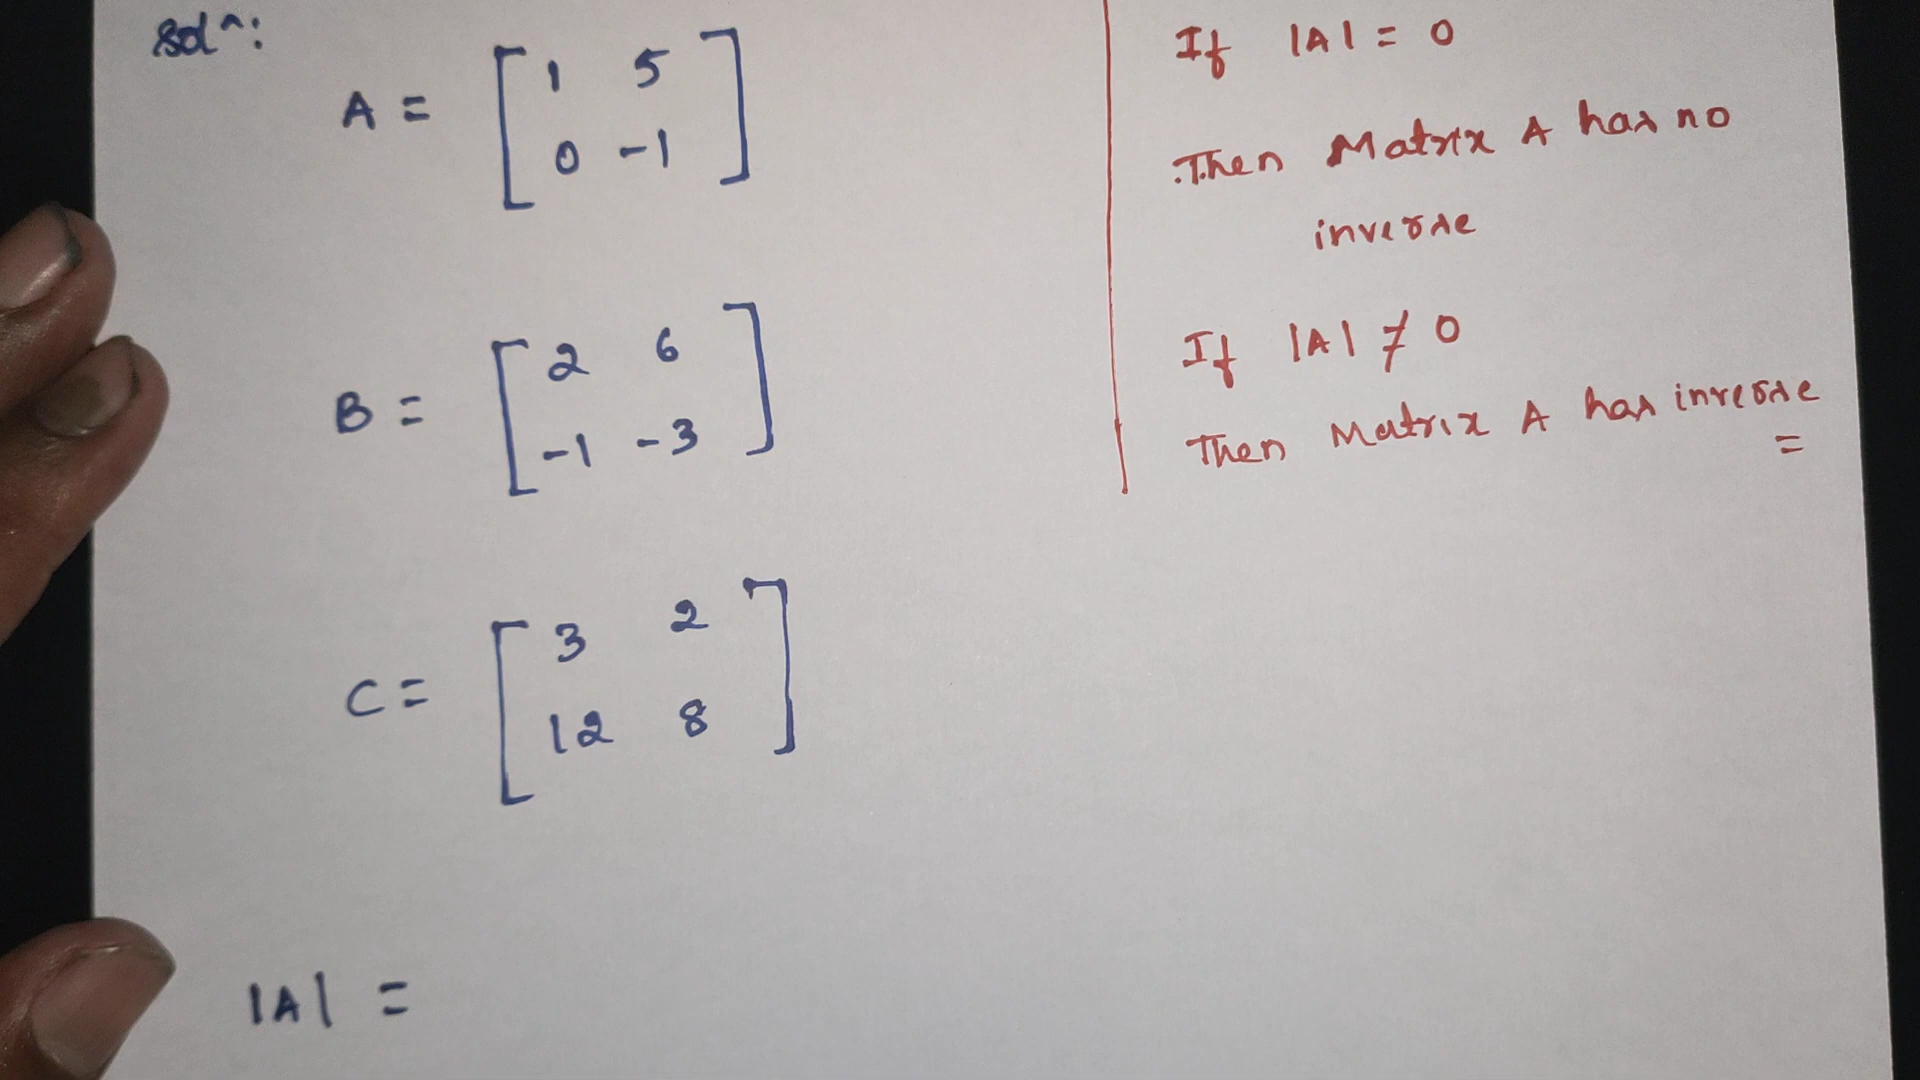 Soln:
A = [ 1 5
0 -1 ]
B = [ 2 6
-1 -3 ]
C = [ 3 2
12 8 ]
|A| =
If |A| = 0
Then Matrix A has no
inverse
If |A| ≠ 0
Then Matrix A has inverse
=